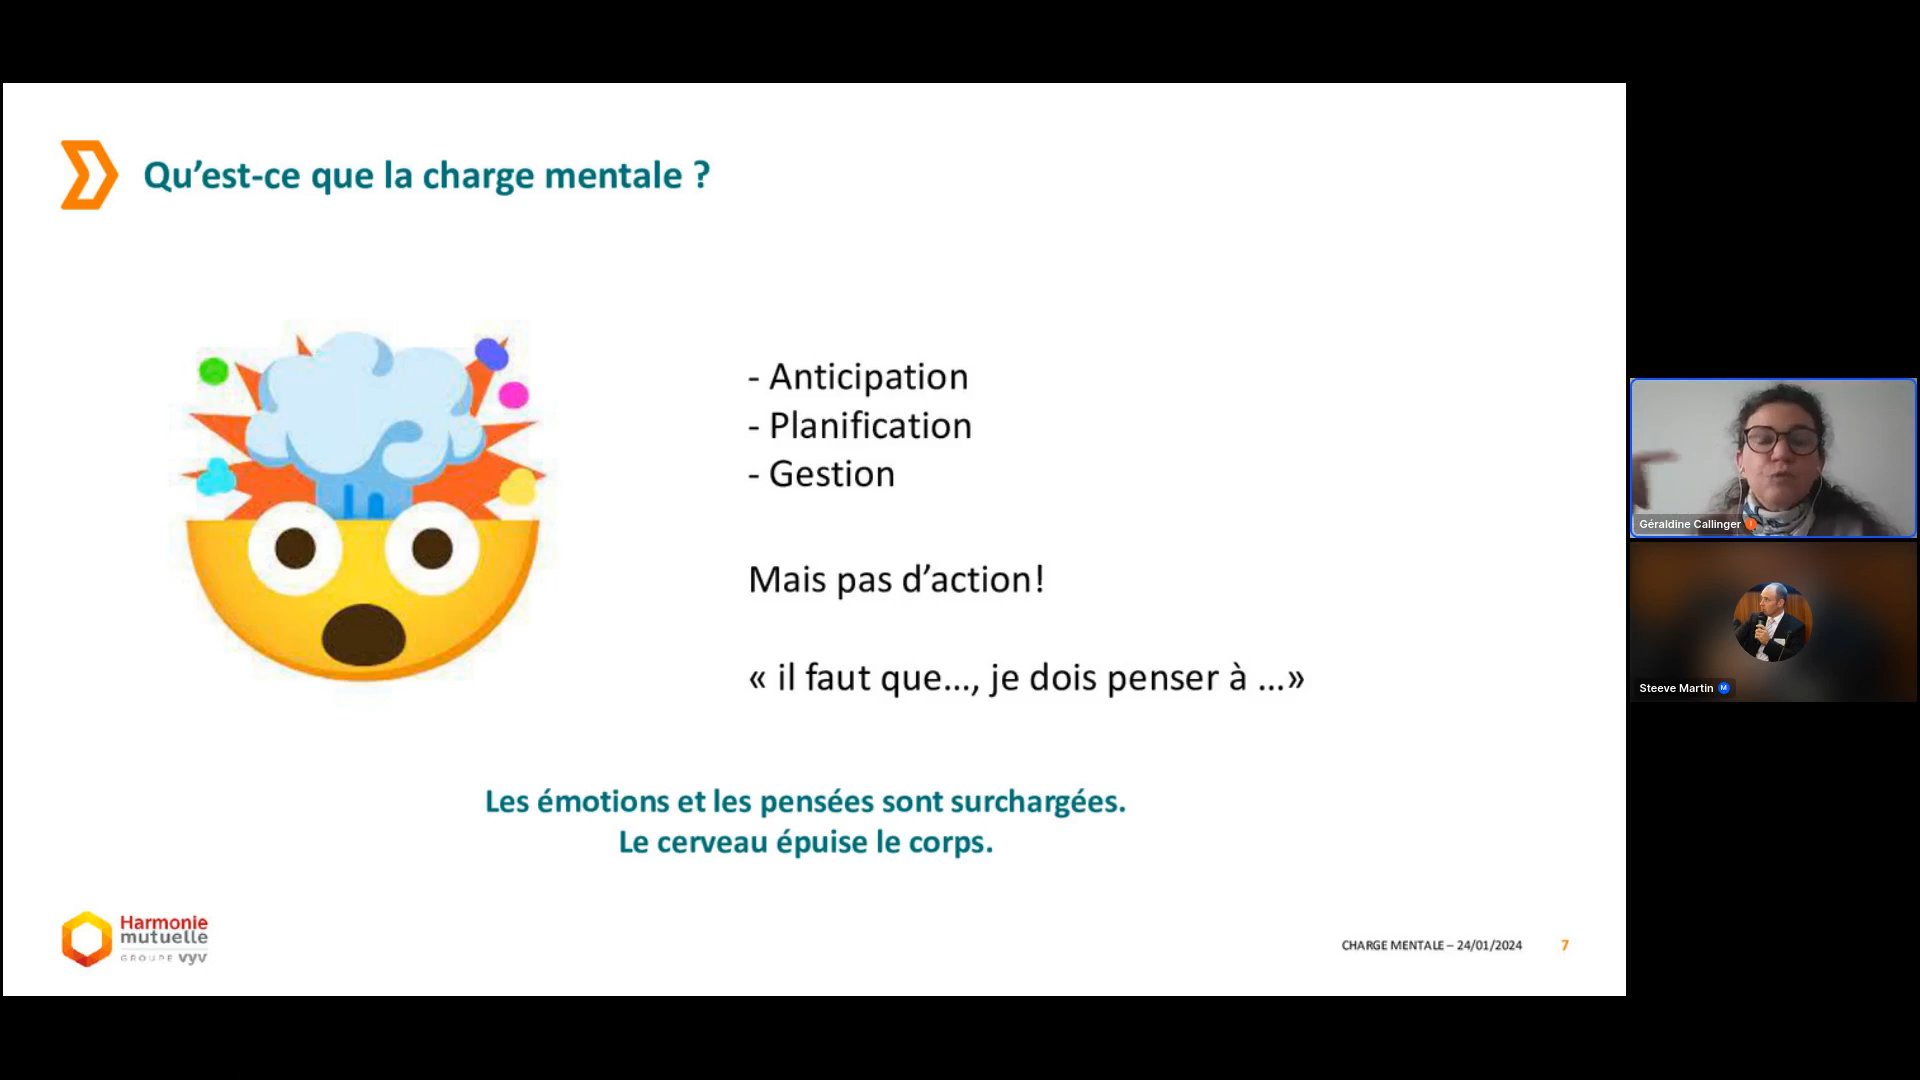 Qu’est-ce que la charge mentale ?
- Anticipation
- Planification
- Gestion
Mais pas d’action!
« il faut que..., je dois penser à ...»
Les émotions et les pensées sont surchargées.
Le cerveau épuise le corps.
Harmonie
mutuelle
GROUPE vyv
CHARGE MENTALE – 24/01/2024
7
Géraldine Callinger
Steeve Martin M